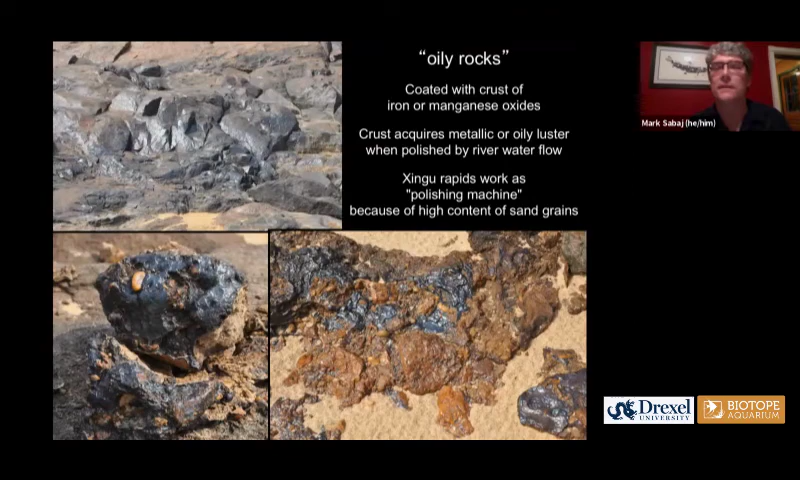 “oily rocks”
Coated with crust of
iron or manganese oxides
Crust acquires metallic or oily luster
when polished by river water flow
Xingu rapids work as
"polishing machine"
because of high content of sand grains
Mark Sabaj (he/him)
Drexel
UNIVERSITY
BIOTOPE
AQUARIUM